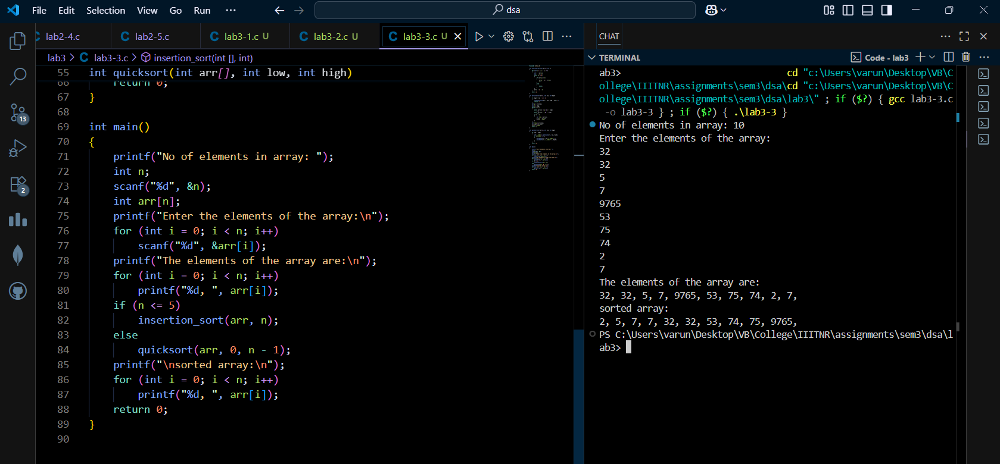 File Edit Selection View Go Run ··· dsa
lab2-4.c lab2-5.c lab3-1.c U lab3-2.c U lab3-3.c U
lab3 > C lab3-3.c > insertion_sort(int [], int)
55 int quicksort(int arr[], int low, int high)
66 return 0;
67 }
68
69 int main()
70 {
71 printf("No of elements in array: ");
72 int n;
73 scanf("%d", &n);
74 int arr[n];
75 printf("Enter the elements of the array:\n");
76 for (int i = 0; i < n; i++)
77 scanf("%d", &arr[i]);
78 printf("The elements of the array are:\n");
79 for (int i = 0; i < n; i++)
80 printf("%d, ", arr[i]);
81 if (n <= 5)
82 insertion_sort(arr, n);
83 else
84 quicksort(arr, 0, n - 1);
85 printf("\nsorted array:\n");
86 for (int i = 0; i < n; i++)
87 printf("%d, ", arr[i]);
88 return 0;
89 }
90
13
2
CHAT
TERMINAL Code - lab3
ab3> cd "c:\Users\varun\Desktop\VB\C
ollege\IIITNR\assignments\sem3\dsa\cd "c:\Users\varun\Desktop\VB\C
ollege\IIITNR\assignments\sem3\dsa\lab3\" ; if ($?) { gcc lab3-3.c
-o lab3-3 } ; if ($?) { .\lab3-3 }
No of elements in array: 10
Enter the elements of the array:
32
32
5
7
9765
53
75
74
2
7
The elements of the array are:
32, 32, 5, 7, 9765, 53, 75, 74, 2, 7,
sorted array:
2, 5, 7, 7, 32, 32, 53, 74, 75, 9765,
PS C:\Users\varun\Desktop\VB\College\IIITNR\assignments\sem3\dsa\l
ab3>